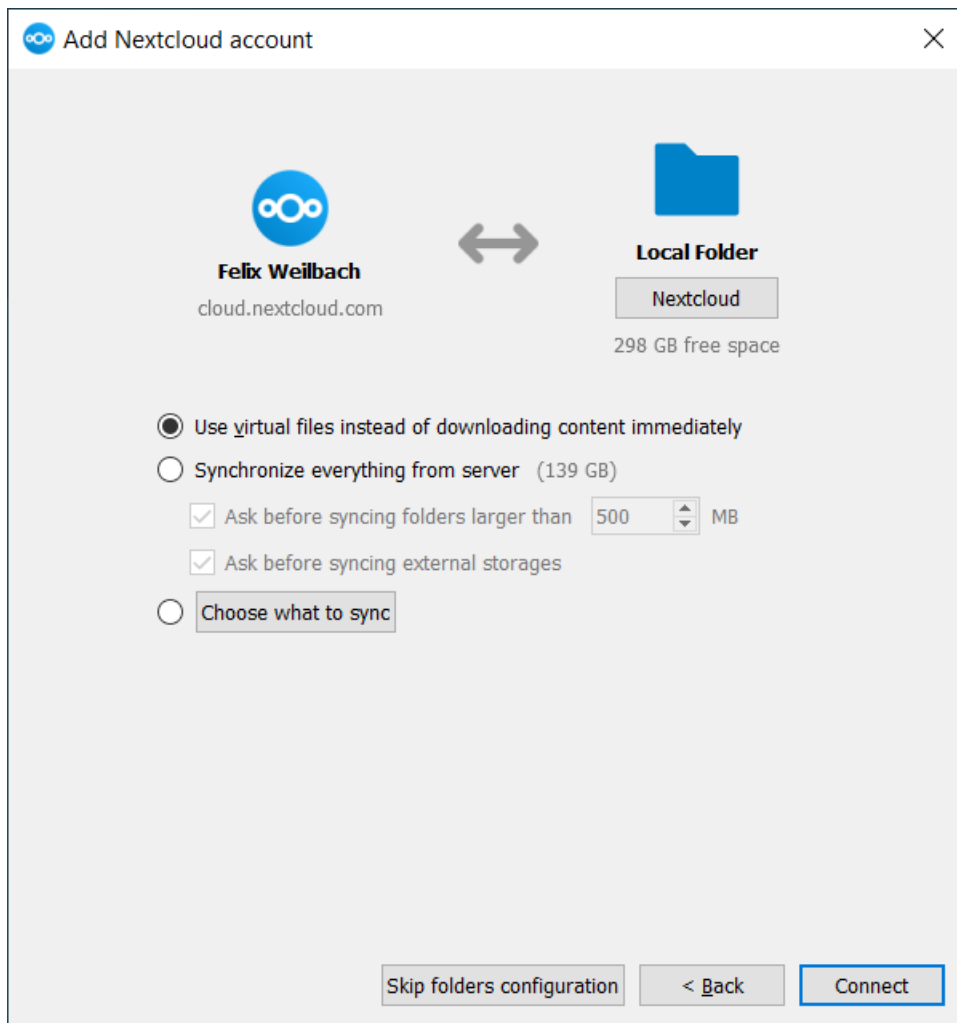 Add Nextcloud account
Felix Weilbach
cloud.nextcloud.com
Local Folder
Nextcloud
298 GB free space
Use virtual files instead of downloading content immediately
Synchronize everything from server (139 GB)
Ask before syncing folders larger than 500 MB
Ask before syncing external storages
Choose what to sync
Skip folders configuration < Back Connect